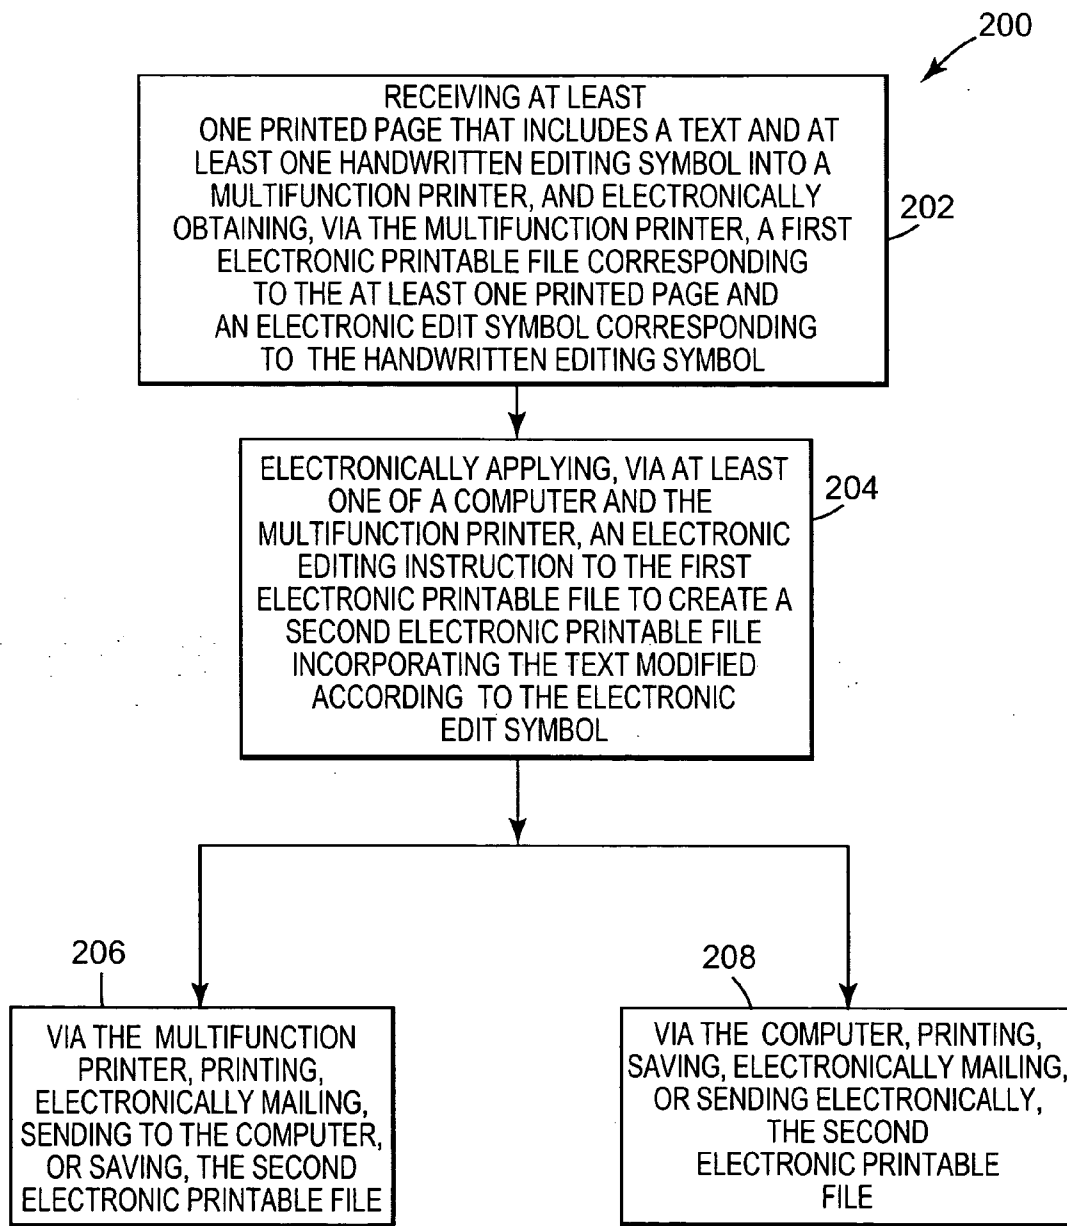 200
RECEIVING AT LEAST
ONE PRINTED PAGE THAT INCLUDES A TEXT AND AT
LEAST ONE HANDWRITTEN EDITING SYMBOL INTO A
MULTIFUNCTION PRINTER, AND ELECTRONICALLY
OBTAINING, VIA THE MULTIFUNCTION PRINTER, A FIRST
ELECTRONIC PRINTABLE FILE CORRESPONDING
TO THE AT LEAST ONE PRINTED PAGE AND
AN ELECTRONIC EDIT SYMBOL CORRESPONDING
TO THE HANDWRITTEN EDITING SYMBOL
202
ELECTRONICALLY APPLYING, VIA AT LEAST
ONE OF A COMPUTER AND THE
MULTIFUNCTION PRINTER, AN ELECTRONIC
EDITING INSTRUCTION TO THE FIRST
ELECTRONIC PRINTABLE FILE TO CREATE A
SECOND ELECTRONIC PRINTABLE FILE
INCORPORATING THE TEXT MODIFIED
ACCORDING TO THE ELECTRONIC
EDIT SYMBOL
204
206
VIA THE MULTIFUNCTION
PRINTER, PRINTING,
ELECTRONICALLY MAILING,
SENDING TO THE COMPUTER,
OR SAVING, THE SECOND
ELECTRONIC PRINTABLE FILE
208
VIA THE COMPUTER, PRINTING,
SAVING, ELECTRONICALLY MAILING,
OR SENDING ELECTRONICALLY,
THE SECOND
ELECTRONIC PRINTABLE
FILE